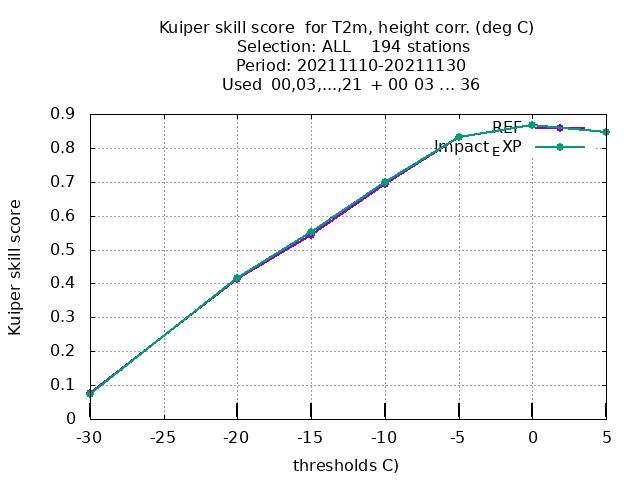 Kuiper skill score  for T2m, height corr. (deg C)
Selection: ALL    194 stations
Period: 20211110-20211130
Used  00,03,...,21  + 00 03 ... 36
Kuiper skill score
0.9
0.8
0.7
0.6
0.5
0.4
0.3
0.2
0.1
0
REF
Impact_EXP
-30 -25 -20 -15 -10 -5 0 5
thresholds C)